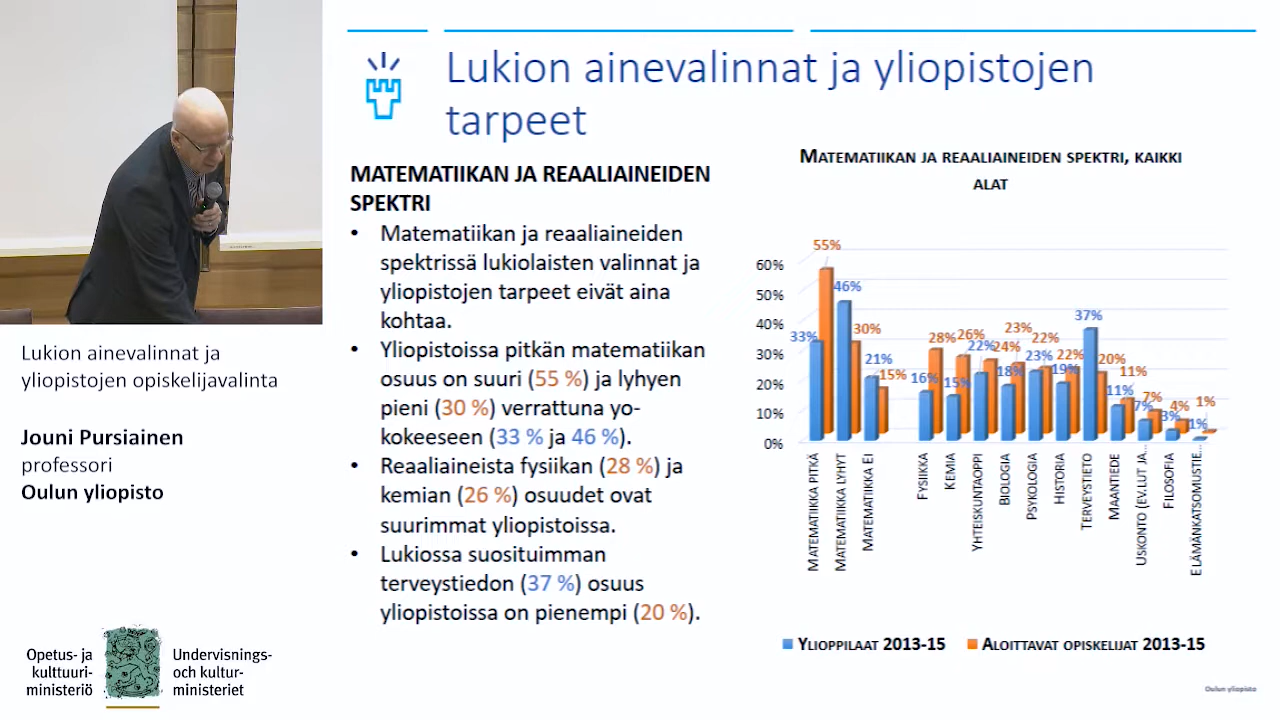 Lukion ainevalinnat ja yliopistojen
tarpeet
MATEMATIIKAN JA REAALIAINEIDEN
SPEKTRI
• Matematiikan ja reaaliaineiden
spektrissä lukiolaisten valinnat ja
yliopistojen tarpeet eivät aina
kohtaa.
• Yliopistoissa pitkän matematiikan
osuus on suuri (55 %) ja lyhyen
pieni (30 %) verrattuna yo-
kokeeseen (33 % ja 46 %).
• Reaaliaineista fysiikan (28 %) ja
kemian (26 %) osuudet ovat
suurimmat yliopistoissa.
• Lukiossa suosituimman
terveystiedon (37 %) osuus
yliopistoissa on pienempi (20 %).
MATEMATIIKAN JA REAALIAINEIDEN SPEKTRI, KAIKKI
ALAT
60%
50%
40%
30%
20%
10%
0%
33%
55%
46%
30%
21%
15%
16%
28%
15%
26%
22%
24%
18%
23%
23%
22%
19%
22%
37%
20%
11%
11%
7%
7%
3%
4%
1%
1%
MATEMATIIKKA PITKÄ
MATEMATIIKKA LYHYT
MATEMATIIKKA EI
FYSIIKKA
KEMIA
YHTEISKUNTAOPPI
BIOLOGIA
PSYKOLOGIA
HISTORIA
TERVEYSTIETO
MAANTIEDE
USKONTO (EV.LUT JA…
FILOSOFIA
ELÄMÄNKATSOMUSTIE…
YLIOPPILAAT 2013-15
ALOITTAVAT OPISKELIJAT 2013-15
Oulun yliopisto
Lukion ainevalinnat ja
yliopistojen opiskelijavalinta
Jouni Pursiainen
professori
Oulun yliopisto
Opetus- ja
kulttuuri-
ministeriö
Undervisnings-
och kultur-
ministeriet